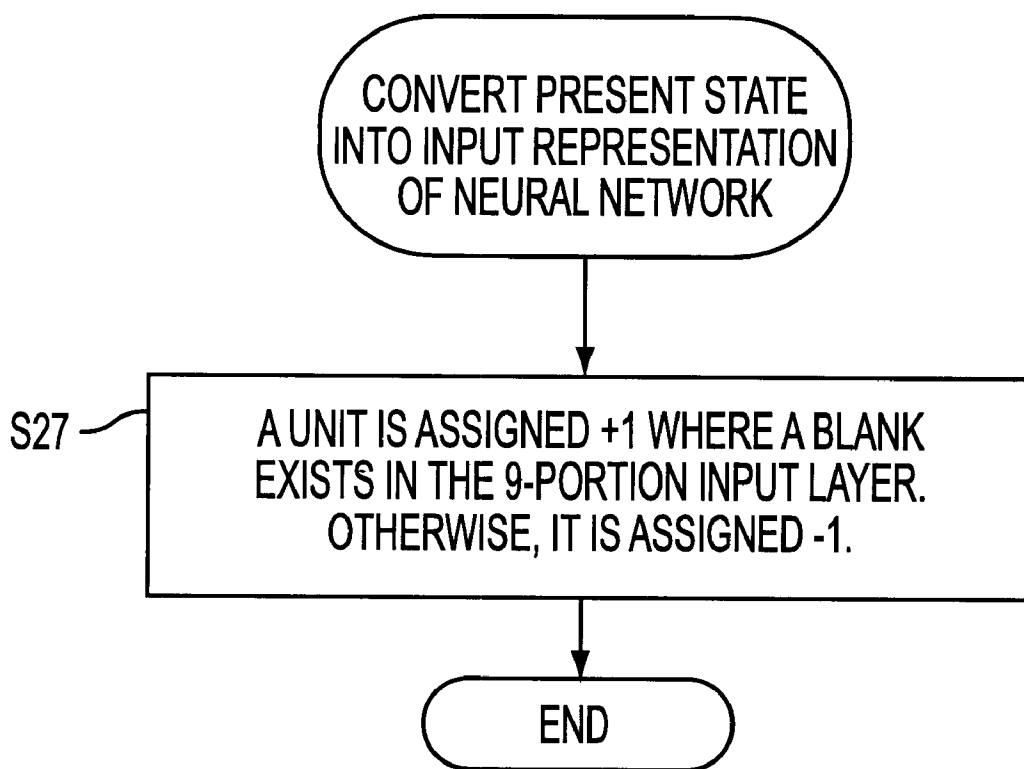 CONVERT PRESENT STATE
INTO INPUT REPRESENTATION
OF NEURAL NETWORK
S27
A UNIT IS ASSIGNED +1 WHERE A BLANK
EXISTS IN THE 9-PORTION INPUT LAYER.
OTHERWISE, IT IS ASSIGNED -1.
END